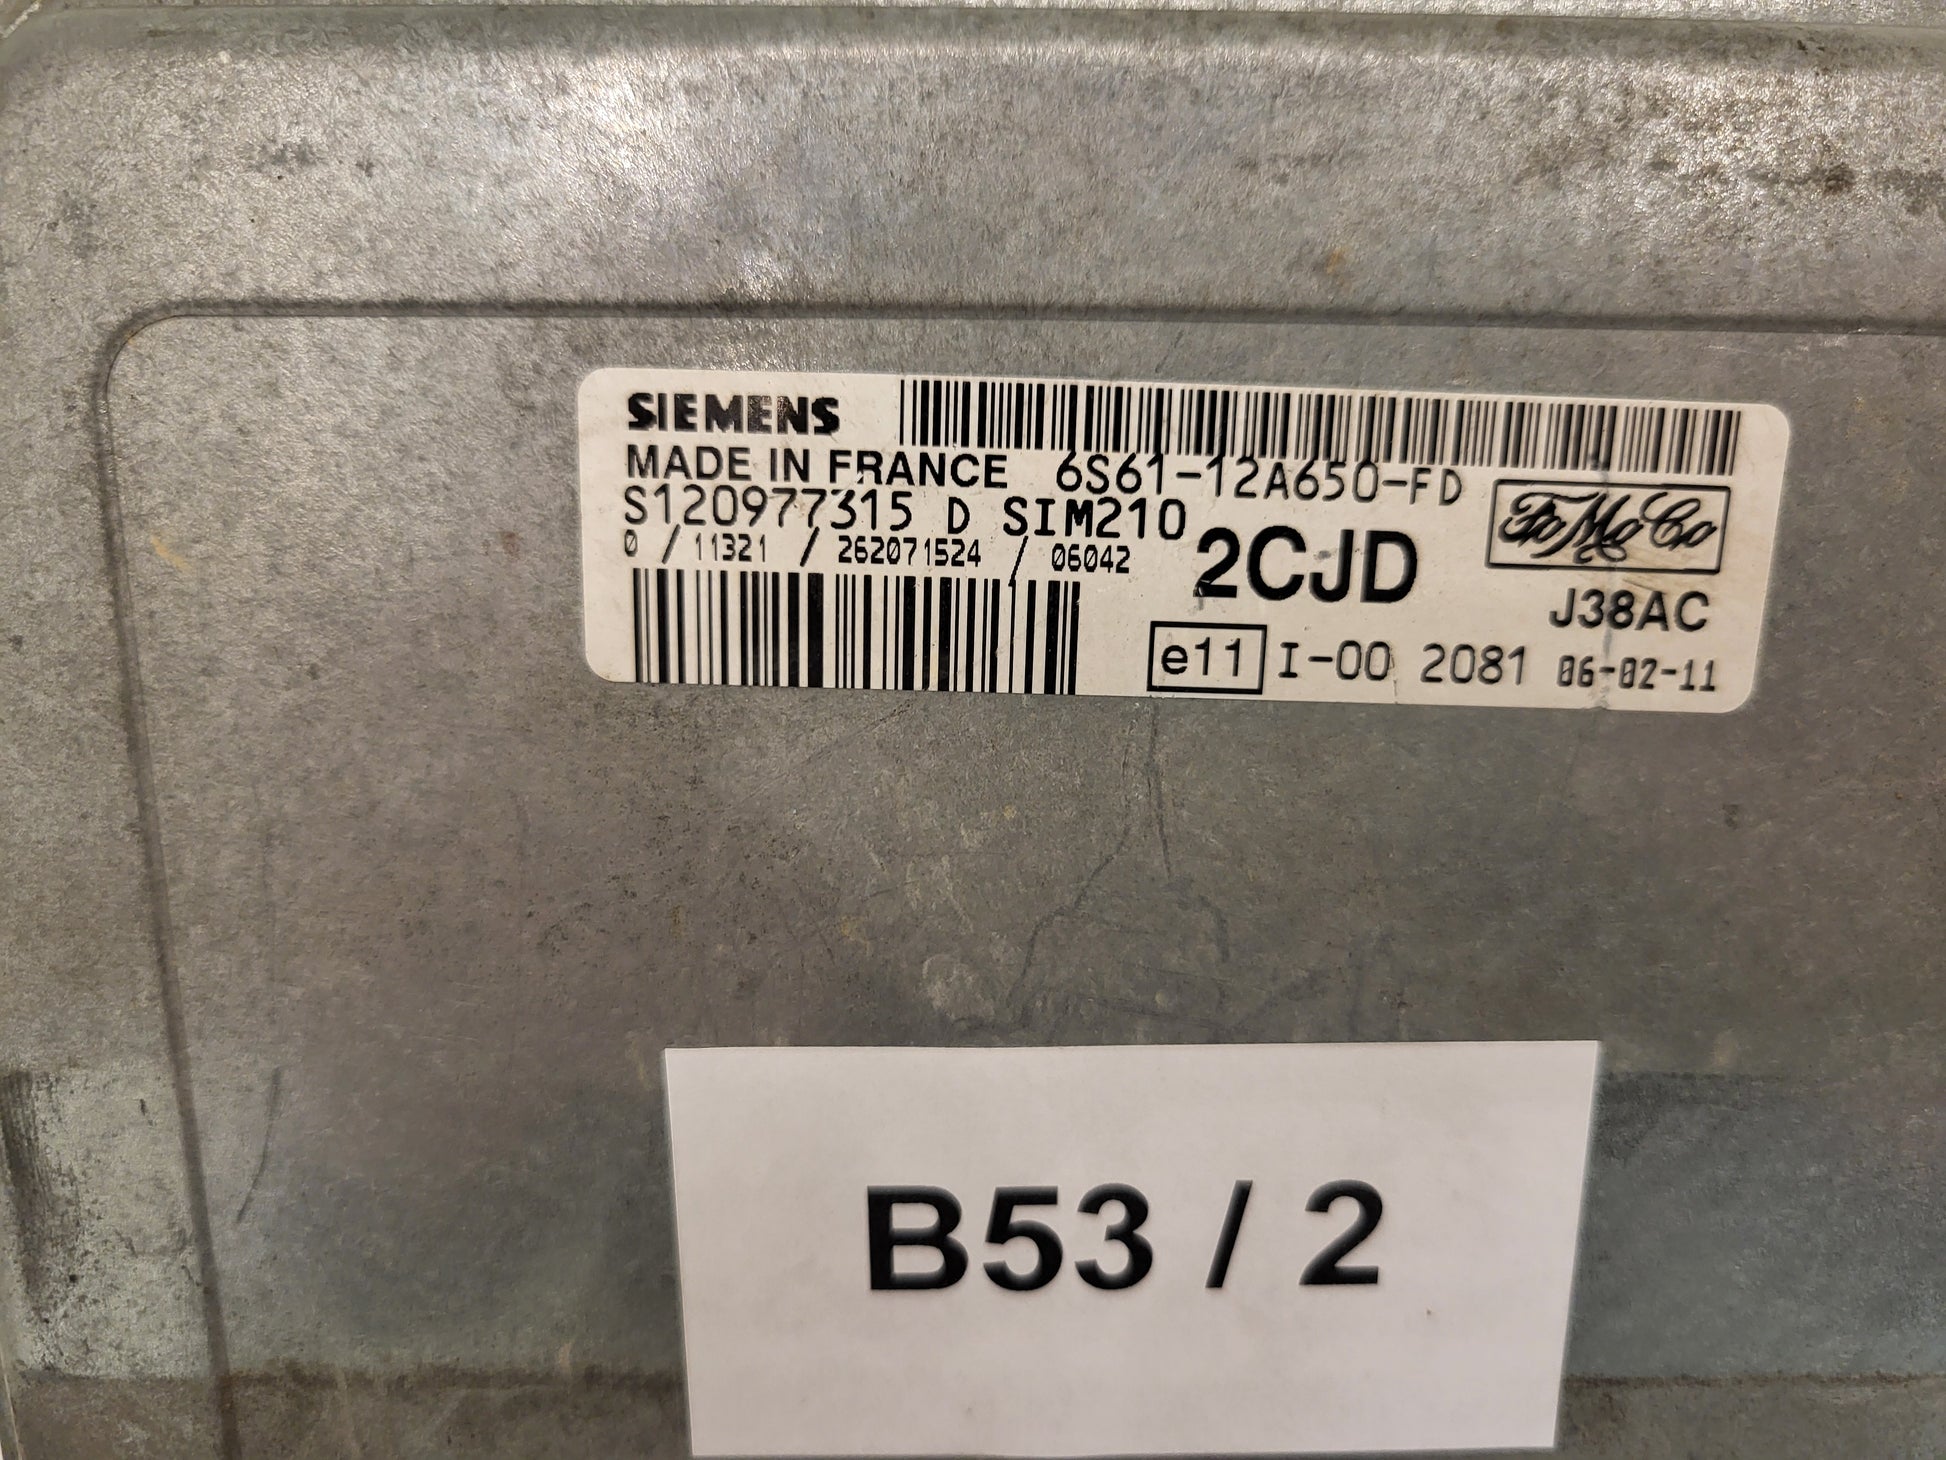 SIEMENS
MADE IN FRANCE 6S61-12A650-FD
S120977315 D SIM210
FoMoCo
0 / 11321 / 262071524 / 06042
2CJD
J38AC
e11 I-00 2081 06-02-11
B53 / 2